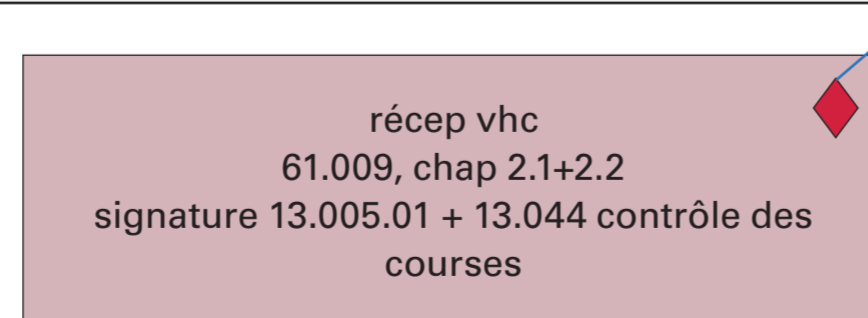 récep vhc
61.009, chap 2.1+2.2
signature 13.005.01 + 13.044 contrôle des
courses